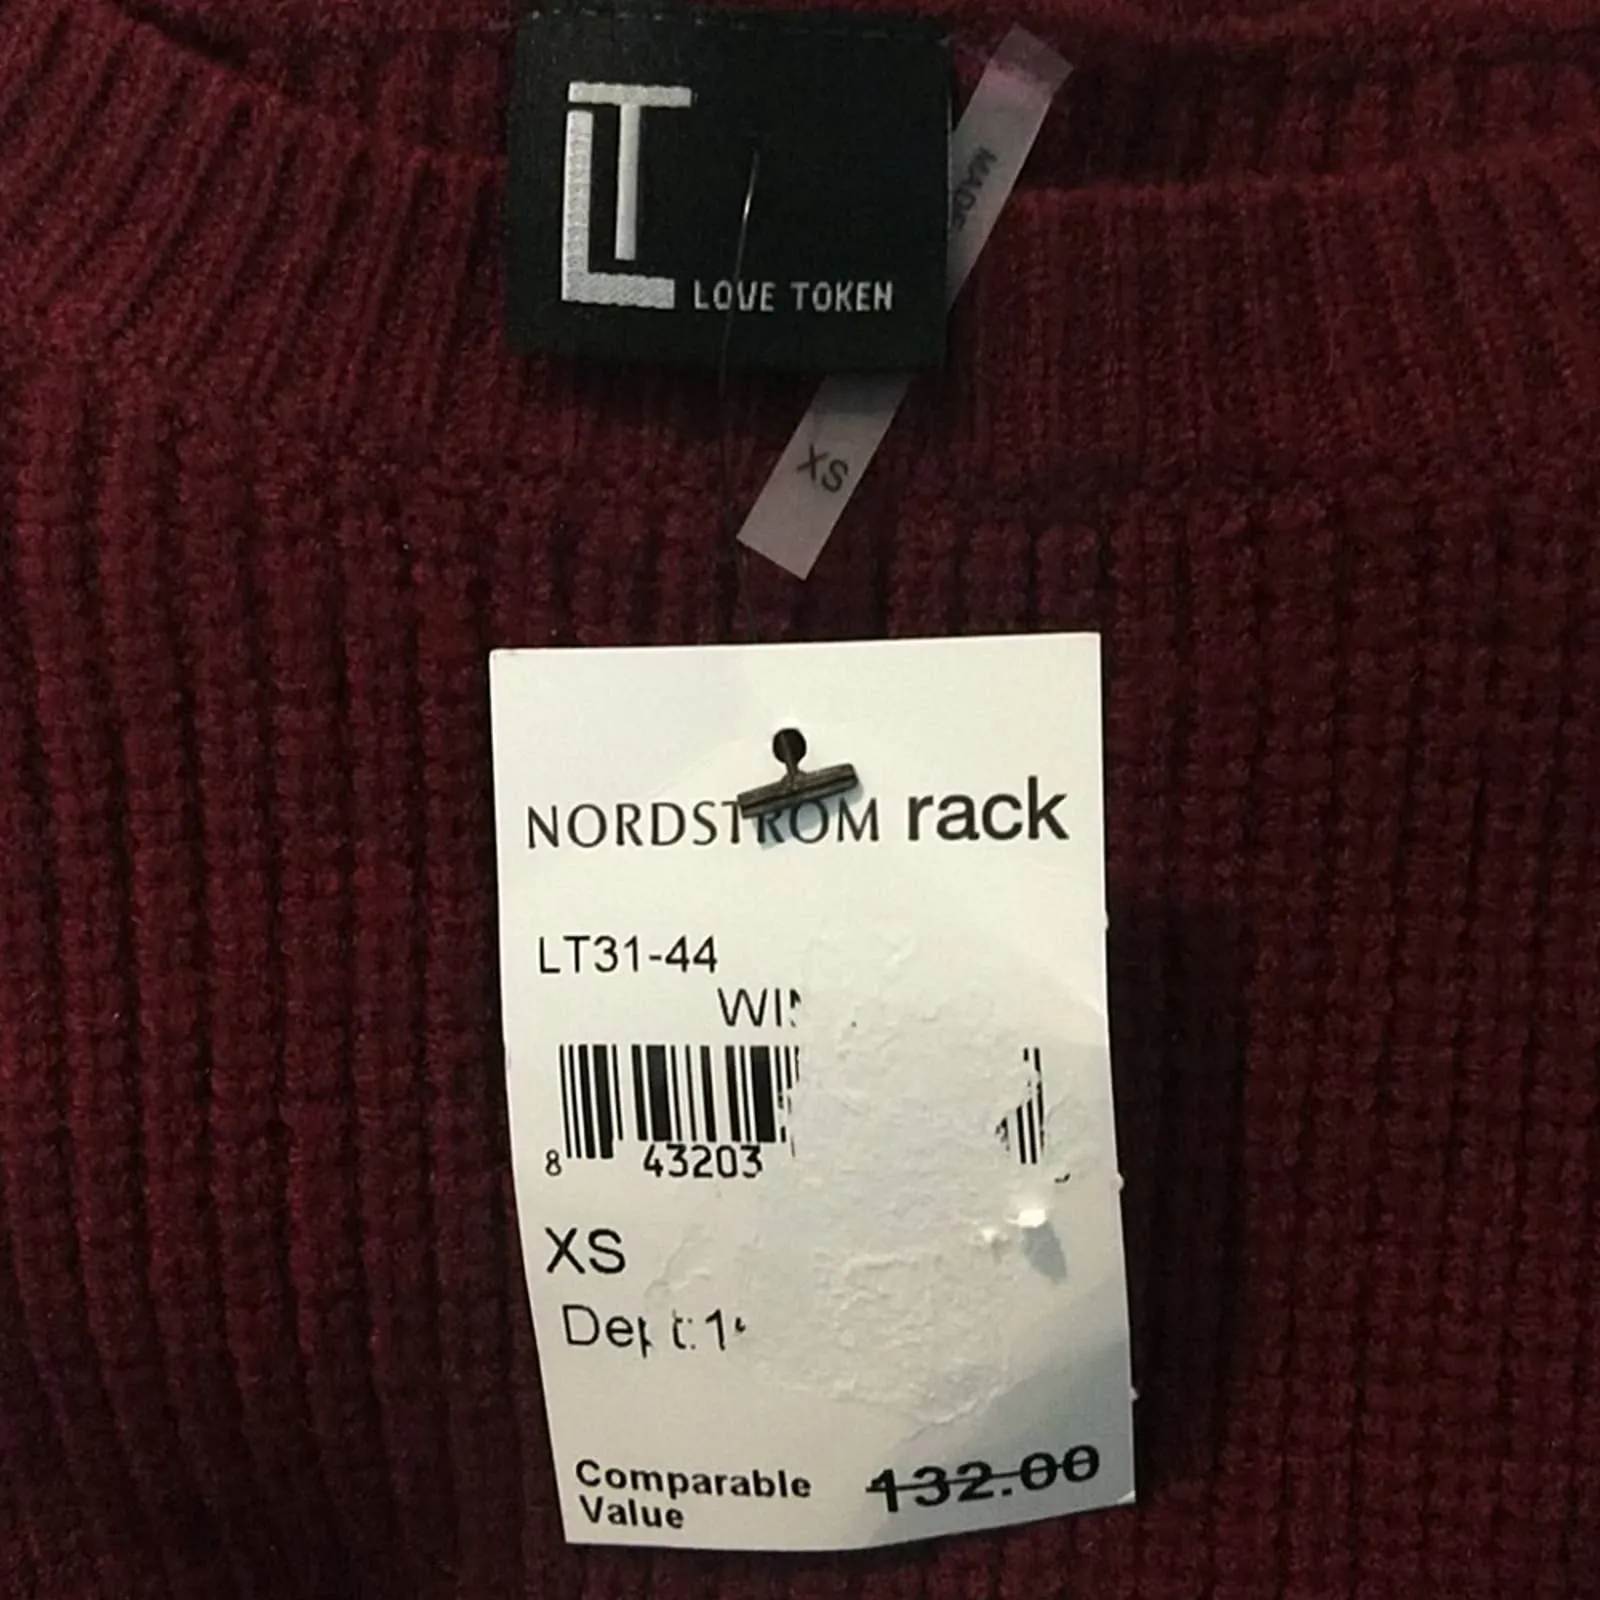 LT
LOVE TOKEN
MADE
XS
NORDSTROM rack
LT31-44
8 43203
XS
Comparable
Value
132.00